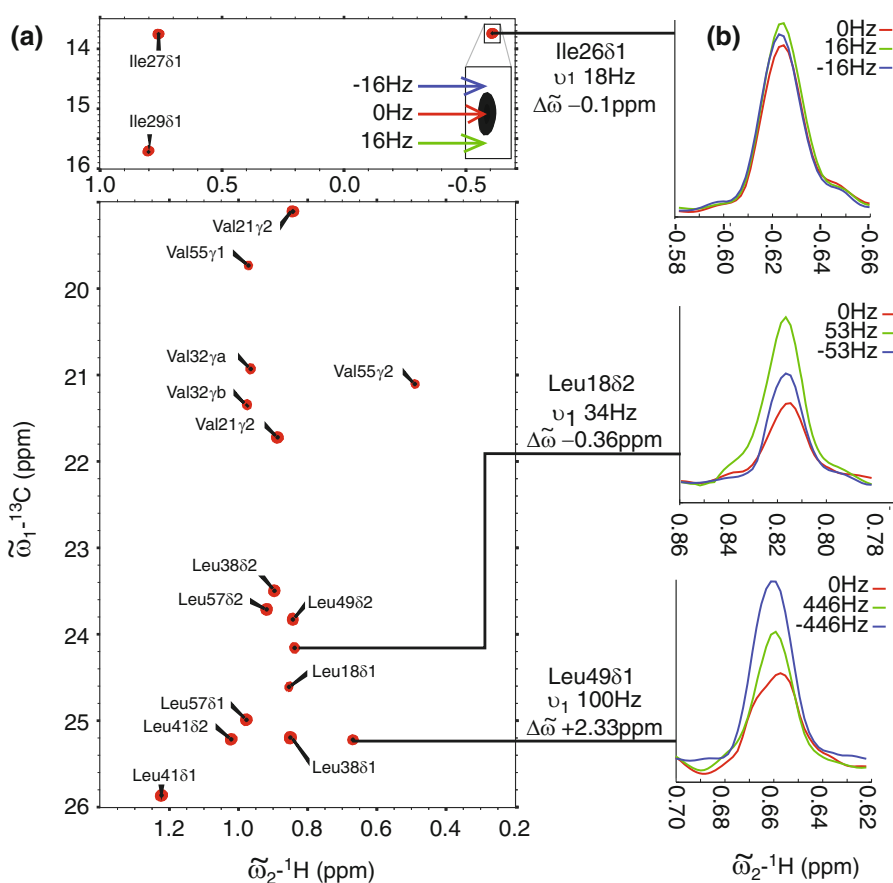 (a)
13
14
15
16
Ile27δ1
Ile29δ1
-16Hz
0Hz
16Hz
1.0
0.4
0.2
0.0
-0.5
Ile26δ1
υ1 18Hz
Δω̃ −0.1ppm
(b)
0Hz
16Hz
-16Hz
-0.58
-0.60
-0.62
-0.64
-0.66
Val21γ2
Val55γ1
Val32γa
Val32γb
Val21γ2
Val55γ2
20
21
22
23
24
25
26
ω̃1-13C (ppm)
Leu18δ2
υ1 34Hz
Δω̃ −0.36ppm
0Hz
53Hz
-53Hz
0.86
0.84
0.82
0.80
0.78
Leu38δ2
Leu57δ2
Leu49δ2
Leu18δ1
Leu57δ1
Leu41δ2
Leu38δ1
Leu41δ1
Leu49δ1
υ1 100Hz
Δω̃ +2.33ppm
0Hz
446Hz
-446Hz
0.70
0.68
0.66
0.64
0.62
1.2
1.0
0.8
0.6
0.4
0.2
ω̃2-1H (ppm)
ω̃2-1H (ppm)